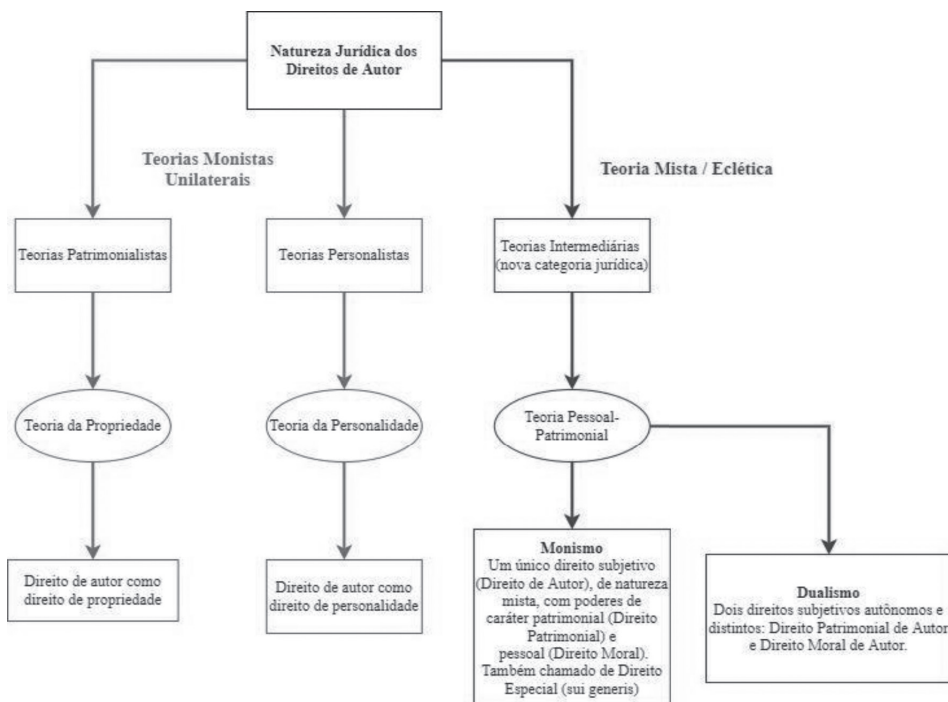 Natureza Jurídica dos
Direitos de Autor
Teorias Monistas
Unilaterais
Teoria Mista / Eclética
Teorias Patrimonialistas
Teorias Personalistas
Teorias Intermediárias
(nova categoria jurídica)
Teoria da Propriedade
Teoria da Personalidade
Teoria Pessoal-
Patrimonial
Direito de autor como
direito de propriedade
Direito de autor como
direito de personalidade
Monismo
Um único direito subjetivo
(Direito de Autor), de natureza
mista, com poderes de
caráter patrimonial (Direito
Patrimonial) e
pessoal (Direito Moral).
Também chamado de Direito
Especial (sui generis)
Dualismo
Dois direitos subjetivos autônomos e
distintos: Direito Patrimonial de Autor
e Direito Moral de Autor.